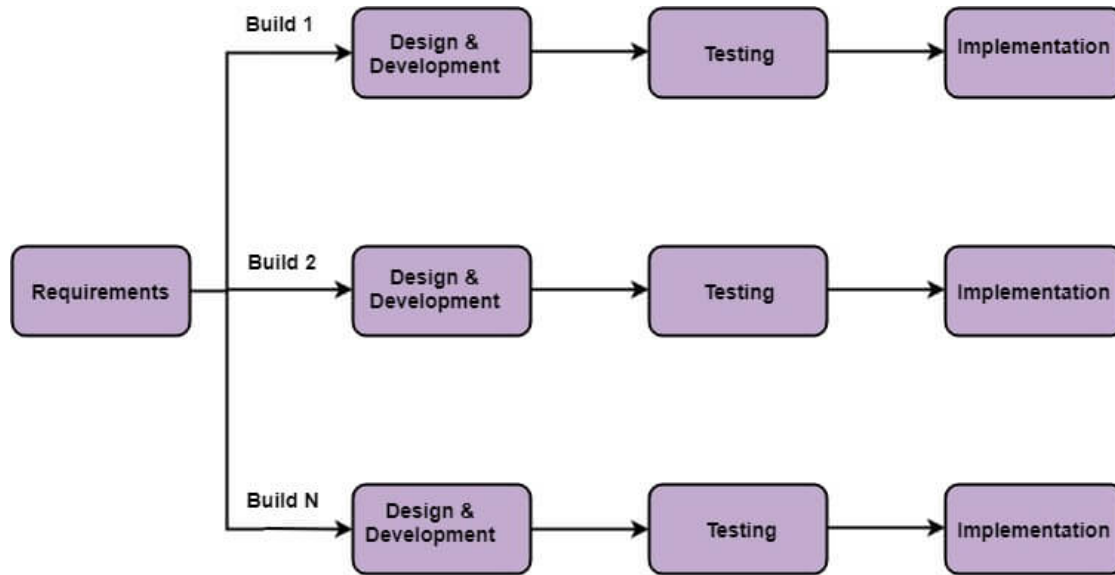 Build 1
Design &
Development
Testing
Implementation
Requirements
Build 2
Design &
Development
Testing
Implementation
Build N
Design &
Development
Testing
Implementation